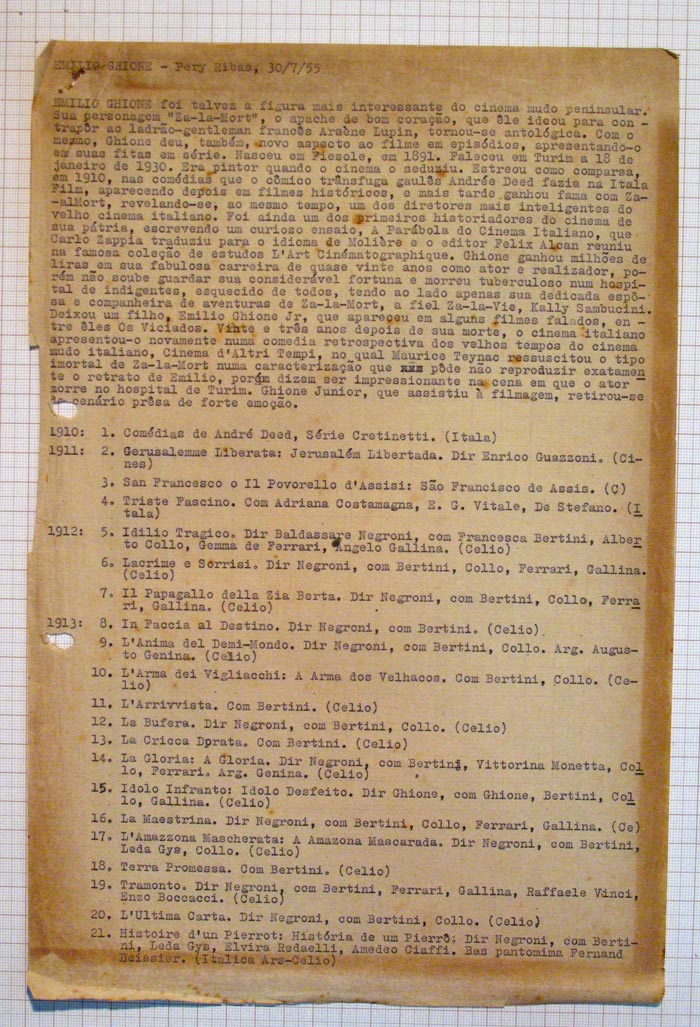 EMILIO GHIONE - Pery Ribas, 30/7/55
EMILIO GHIONE foi talvez a figura mais interessante do cinema mudo peninsular.
Sua personagem "Za-la-Mort", o apache de bom coração, que êle ideou para con-
trapôr ao ladrão-gentleman francês Arsène Lupin, tornou-se antológica. Com o
mesmo, Ghione deu, também, novo aspecto ao filme em episódios, apresentando-o
em suas fitas em série. Nasceu em Fiesole, em 1891. Faleceu em Turim a 18 de
janeiro de 1930. Era pintor quando o cinema o seduziu. Estreou como comparsa,
em 1910, nas comédias que o cômico trânsfuga gaulês Andrée Deed fazia na Itala
Film, aparecendo depois em filmes históricos, e mais tarde ganhou fama com Za-
-alMort, revelando-se, ao mesmo tempo, um dos diretores mais inteligentes do
velho cinema italiano. Foi ainda um dos primeiros historiadores do cinema de
sua pátria, escrevendo um curioso ensaio, A Parábola do Cinema Italiano, que
Carlo Zappia traduziu para o idioma de Molière e o editor Felix Alcan reuniu
na famosa coleção de estudos L'Art Cinématographique. Ghione ganhou milhões de
liras em sua fabulosa carreira de quase vinte anos como ator e realizador, po-
rém não soube guardar sua considerável fortuna e morreu tuberculoso num hospi-
tal de indigentes, esquecido de todos, tendo ao lado apenas sua dedicada espô-
sa e companheira de aventuras de Za-la-Mort, a fiel Za-la-Vie, Kally Sambucini.
Deixou um filho, Emilio Ghione Jr, que apareceu em alguns filmes falados, en-
tre êles Os Viciados. Vinte e três anos depois de sua morte, o cinema italiano
apresentou-o novamente numa comedia retrospectiva dos velhos tempos do cinema
mudo italiano, Cinema d'Altri Tempi, no qual Maurice Teynac ressuscitou o tipo
imortal de Za-la-Mort numa caracterização que xxx pôde não reproduzir exatamen
te o retrato de Emilio, porém dizem ser impressionante na cena em que o ator
morre no hospital de Turim. Ghione Junior, que assistiu à filmagem, retirou-se
do cenário prêsa de forte emoção.
1910: 1. Comédias de André Deed, Série Cretinetti. (Itala)
1911: 2. Gerusalemme Liberata: Jerusalém Libertada. Dir Enrico Guazzoni. (Ci-
nes)
3. San Francesco o Il Povorello d'Assisi: São Francisco de Assis. (Ç)
4. Triste Fascino. Com Adriana Costamagna, E. G. Vitale, De Stefano. (I
tala)
1912: 5. Idilio Tragico. Dir Baldassare Negroni, com Francesca Bertini, Alber
to Collo, Gemma de Ferrari, Angelo Gallina. (Celio)
6. Lacrime e Sorrisi. Dir Negroni, com Bertini, Collo, Ferrari, Gallina.
(Celio)
7. Il Papagallo della Zia Berta. Dir Negroni, com Bertini, Collo, Ferra
ri, Gallina. (Celio)
1913: 8. In Faccia al Destino. Dir Negroni, com Bertini. (Celio)
9. L'Anima del Demi-Mondo. Dir Negroni, com Bertini, Collo. Arg. Augus-
to Genina. (Celio)
10. L'Arma dei Vigliacchi: A Arma dos Velhacos. Com Bertini, Collo. (Ce-
lio)
11. L'Arrivvista. Com Bertini. (Celio)
12. La Bufera. Dir Negroni, com Bertini, Collo. (Celio)
13. La Cricca Dorata. Com Bertini. (Celio)
14. La Gloria: A Gloria. Dir Negroni, com Bertini, Vittorina Monetta, Col
lo, Ferrari. Arg. Genina. (Celio)
15. Idolo Infranto: Idolo Desfeito. Dir Ghione, com Ghione, Bertini, Col
lo, Gallina. (Celio)
16. La Maestrina. Dir Negroni, com Bertini, Collo, Ferrari, Gallina. (Ce)
17. L'Amazzona Mascherata: A Amazona Mascarada. Dir Negroni, com Bertini,
Leda Gys, Collo. (Celio)
18. Terra Promessa. Com Bertini. (Celio)
19. Tramonto. Dir Negroni, com Bertini, Ferrari, Gallina, Raffaele Vinci,
Enzo Boccacci. (Celio)
20. L'Ultima Carta. Dir Negroni, com Bertini, Collo. (Celio)
21. Histoire d'un Pierrot: História de um Pierrô: Dir Negroni, com Berti-
ni, Leda Gys, Elvira Redaelli, Amedeo Ciaffi. Bas pantomima Fernand
Beissier. (Italica Ars-Celio)